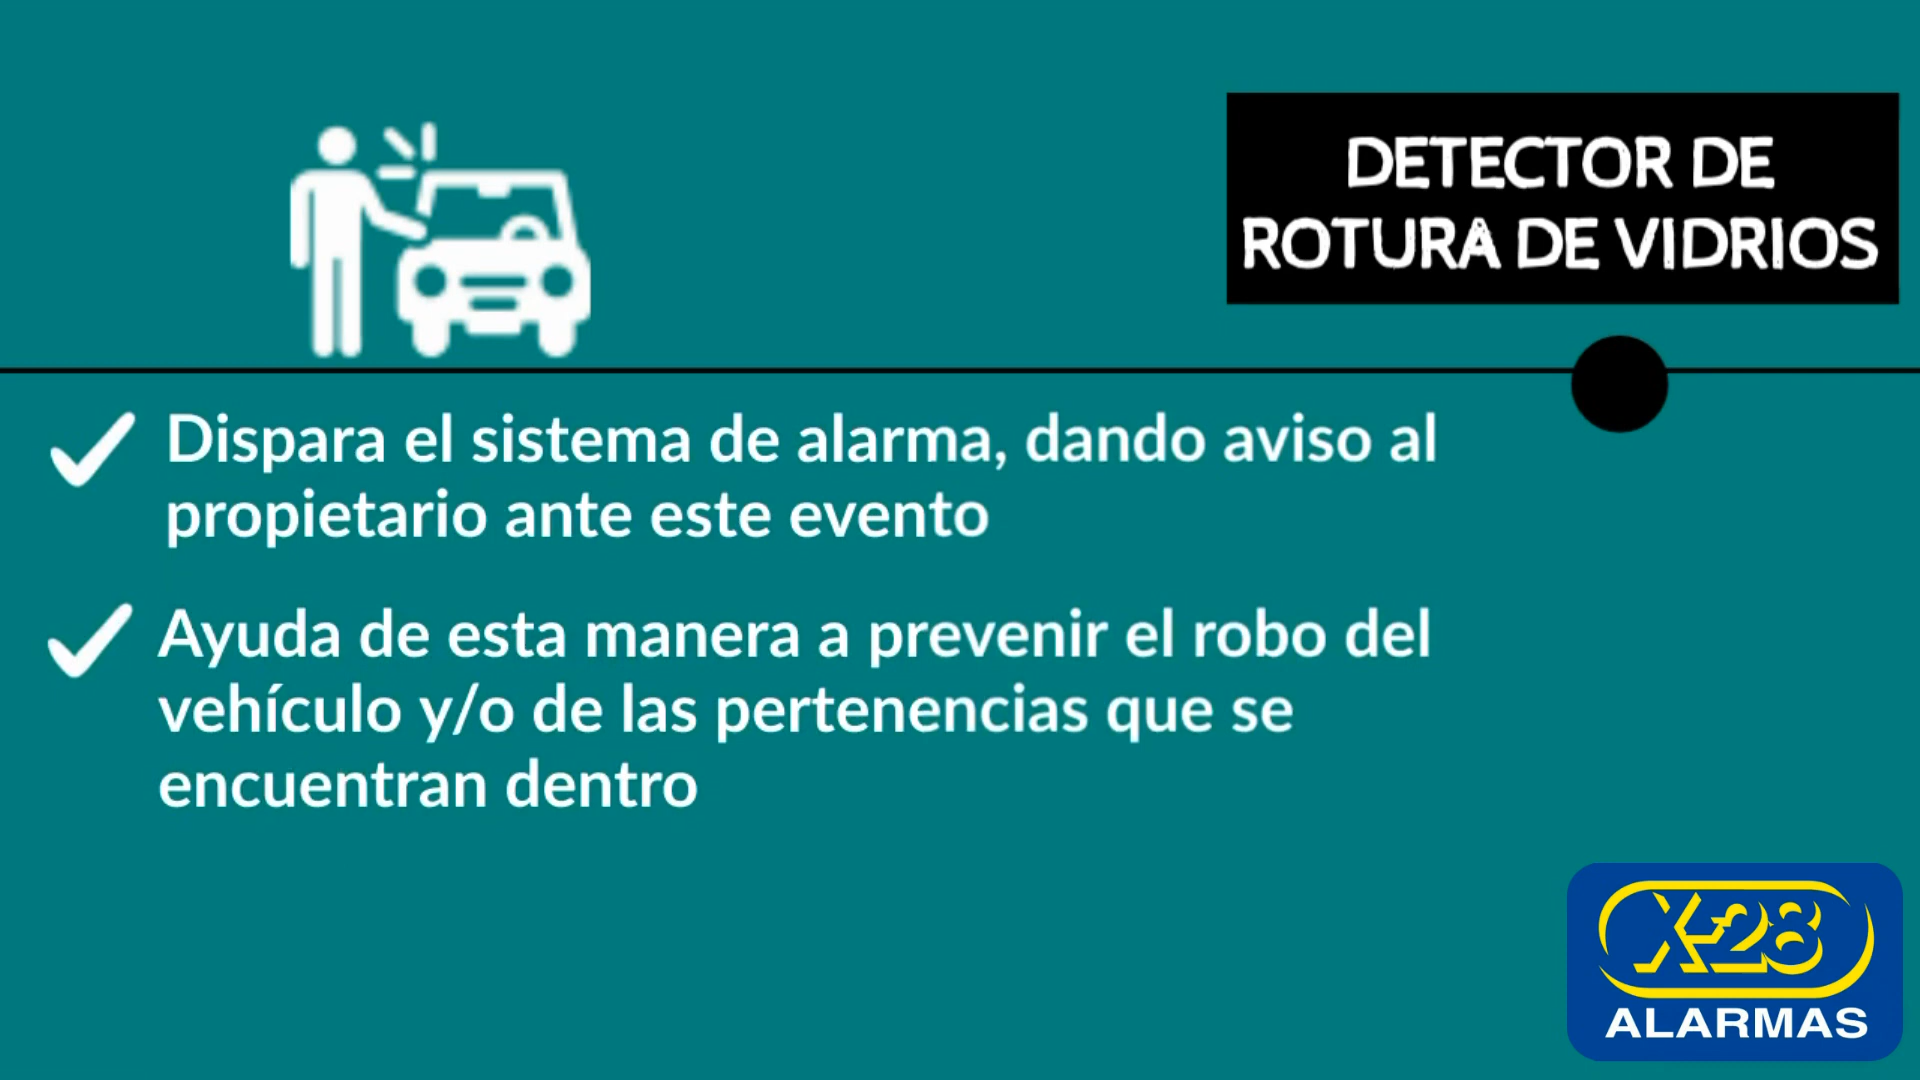 DETECTOR DE
ROTURA DE VIDRIOS
Dispara el sistema de alarma, dando aviso al
propietario ante este evento
Ayuda de esta manera a prevenir el robo del
vehículo y/o de las pertenencias que se
encuentran dentro
X-28
ALARMAS